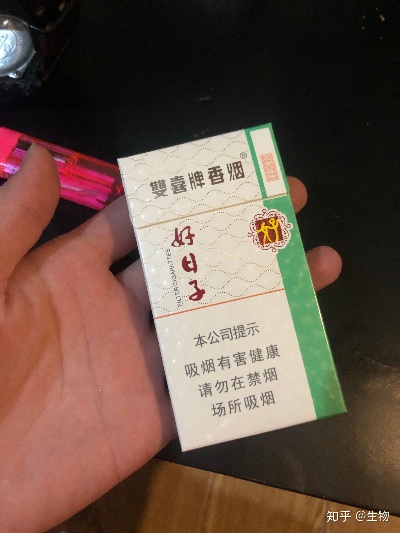 雙喜牌香烟®
好日子
FILTER CIGARETTES
本公司提示
吸烟有害健康
请勿在禁烟
场所吸烟
知乎 @生物